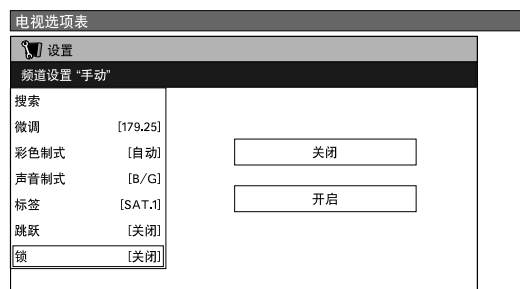 电视选项表
设置
频道设置 “手动”
搜索
微调 [179.25]
彩色制式 [自动]
声音制式 [B/G]
标签 [SAT.1]
跳跃 [关闭]
锁 [关闭]
关闭
开启